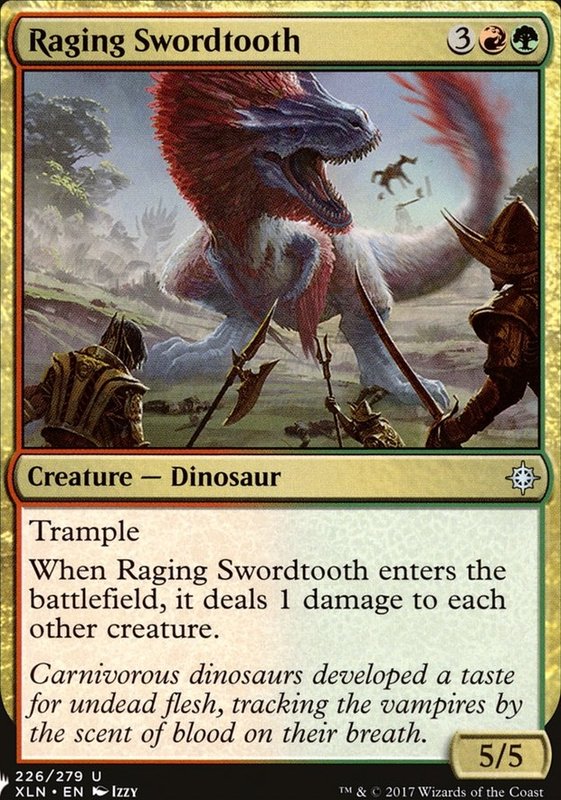 Raging Swordtooth 3
Creature — Dinosaur
Trample
When Raging Swordtooth enters the
battlefield, it deals 1 damage to each
other creature.
Carnivorous dinosaurs developed a taste
for undead flesh, tracking the vampires by
the scent of blood on their breath.
5/5
226/279 U
XLN • EN Izzy
™ & © 2017 Wizards of the Coast